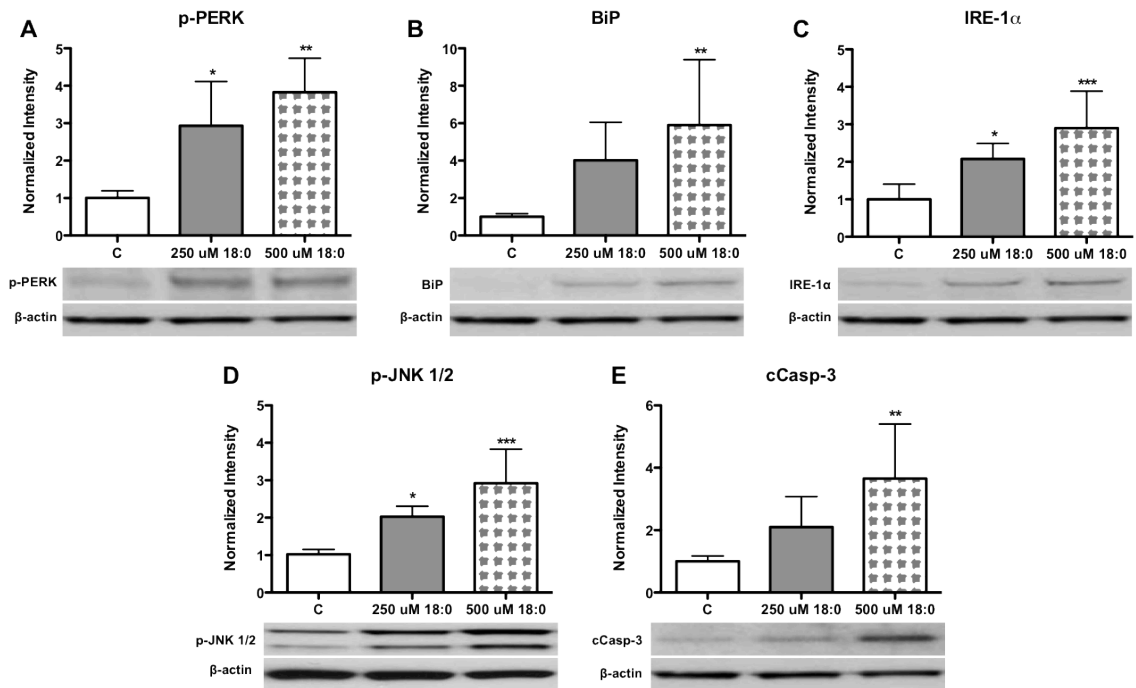 A
p-PERK
Normalized Intensity
5
4
3
2
1
0
*
**
C
250 uM 18:0
500 uM 18:0
p-PERK
β-actin
B
BiP
Normalized Intensity
10
8
6
4
2
0
**
C
250 uM 18:0
500 uM 18:0
BiP
β-actin
C
IRE-1α
Normalized Intensity
5
4
3
2
1
0
*
***
C
250 uM 18:0
500 uM 18:0
IRE-1α
β-actin
D
p-JNK 1/2
Normalized Intensity
5
4
3
2
1
0
*
***
C
250 uM 18:0
500 uM 18:0
p-JNK 1/2
β-actin
E
cCasp-3
Normalized Intensity
6
4
2
0
**
C
250 uM 18:0
500 uM 18:0
cCasp-3
β-actin